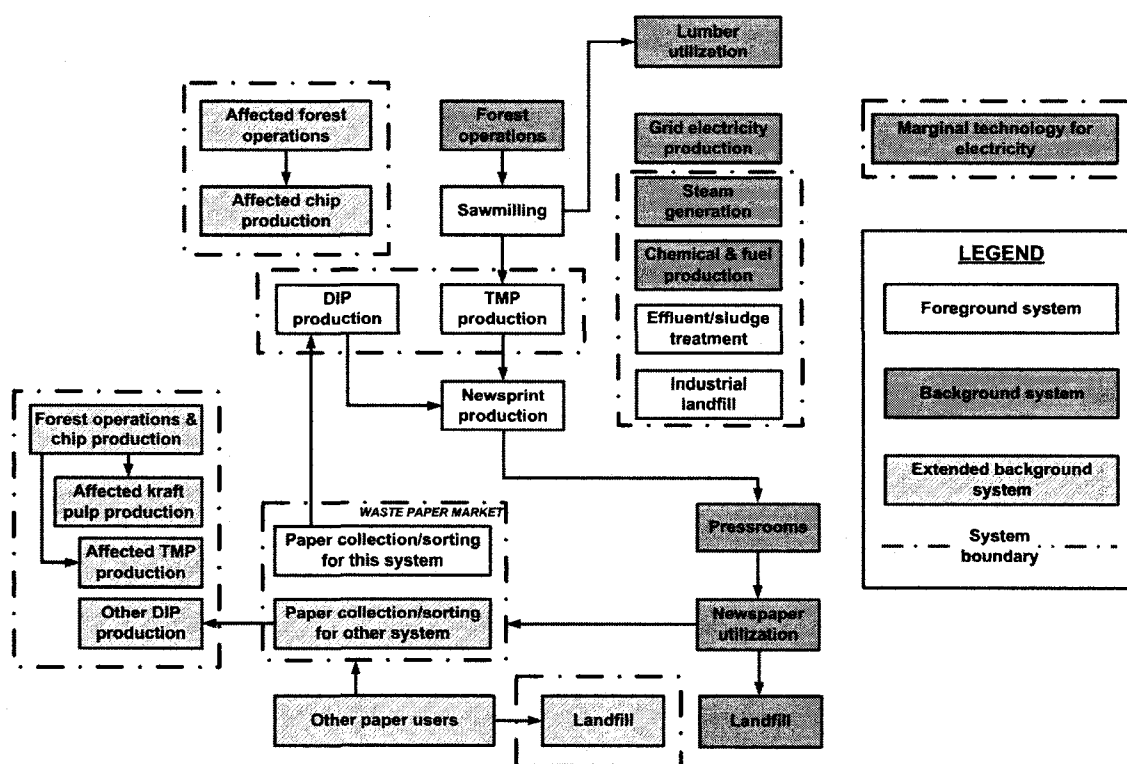 Lumber
utilization
Affected forest
operations
Forest
operations
Grid electricity
production
Marginal technology for
electricity
Affected chip
production
Sawmilling
Steam
generation
Chemical & fuel
production
LEGEND
Foreground system
Background system
Extended background
system
System
boundary
DIP
production
TMP
production
Effluent/sludge
treatment
Newsprint
production
Industrial
landfill
Forest operations &
chip production
Affected kraft
pulp production
Affected TMP
production
Other DIP
production
WASTE PAPER MARKET
Paper collection/sorting
for this system
Paper collection/sorting
for other system
Pressrooms
Newspaper
utilization
Other paper users
Landfill
Landfill